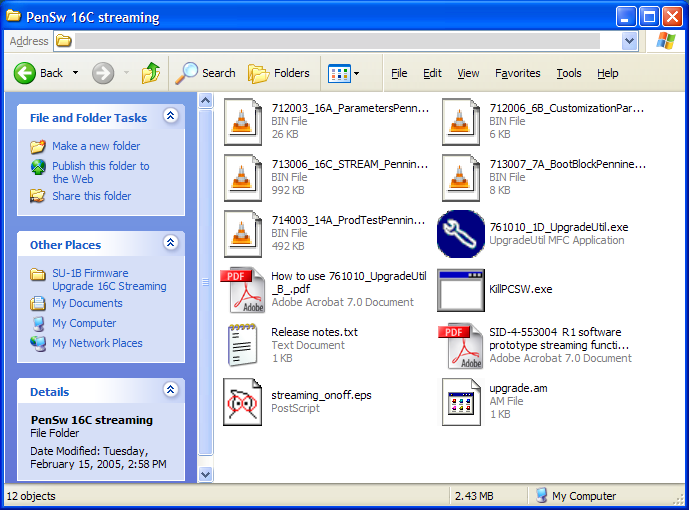 PenSw 16C streaming
Address
Back
Search
Folders
File
Edit
View
Favorites
Tools
Help
File and Folder Tasks
Make a new folder
Publish this folder to
the Web
Share this folder
Other Places
SU-1B Firmware
Upgrade 16C Streaming
My Documents
My Computer
My Network Places
Details
PenSw 16C streaming
File Folder
Date Modified: Tuesday,
February 15, 2005, 2:58 PM
712003_16A_ParametersPenn...
BIN File
26 KB
712006_6B_CustomizationPar...
BIN File
6 KB
713006_16C_STREAM_Pennin...
BIN File
992 KB
713007_7A_BootBlockPennine...
BIN File
8 KB
714003_14A_ProdTestPennin...
BIN File
492 KB
761010_1D_UpgradeUtil.exe
UpgradeUtil MFC Application
PDF
Adobe
How to use 761010_UpgradeUtil
_B_.pdf
Adobe Acrobat 7.0 Document
KillPCSW.exe
Release notes.txt
Text Document
1 KB
PDF
Adobe
SID-4-553004 R1 software
prototype streaming functi...
Adobe Acrobat 7.0 Document
streaming_onoff.eps
PostScript
upgrade.am
AM File
1 KB
12 objects
2.43 MB
My Computer